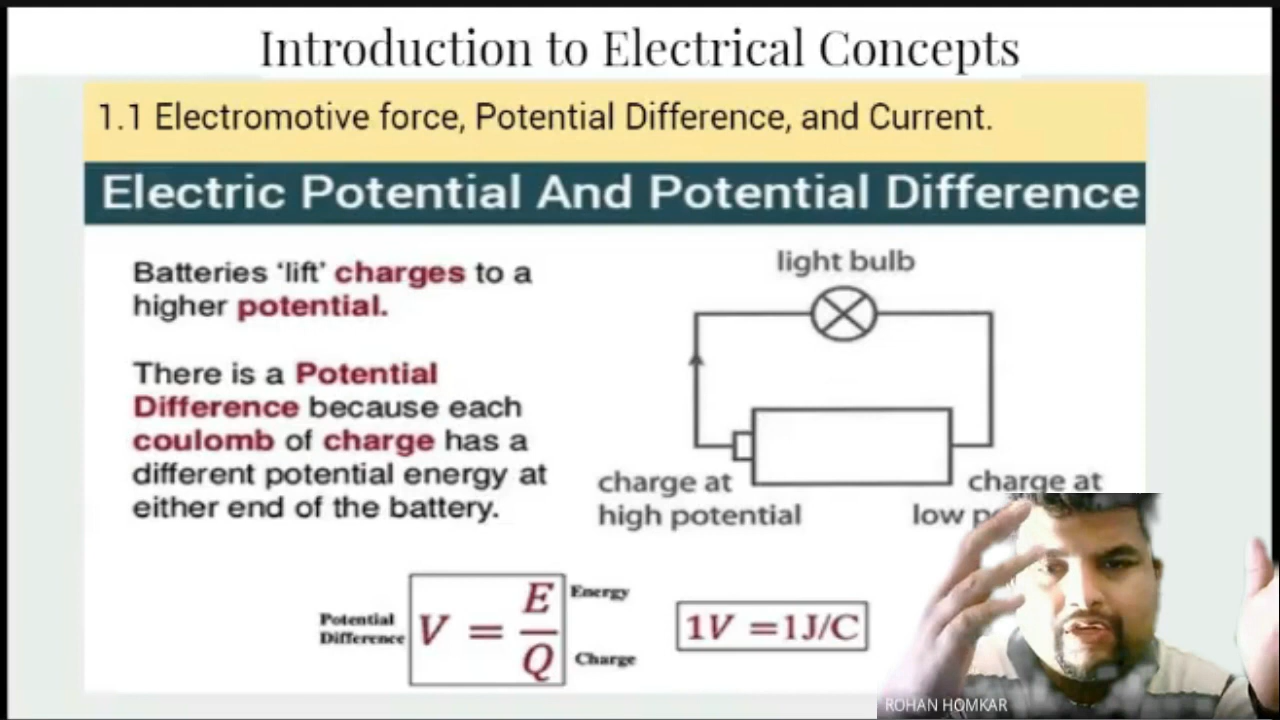 Introduction to Electrical Concepts
1.1 Electromotive force, Potential Difference, and Current.
Electric Potential And Potential Difference
Batteries ‘lift’ charges to a
higher potential.
There is a Potential
Difference because each
coulomb of charge has a
different potential energy at
either end of the battery.
light bulb
charge at
high potential
charge at
low
Potential
Difference
V = E/Q
Energy
Charge
1V =1J/C
ROHAN HOMKAR